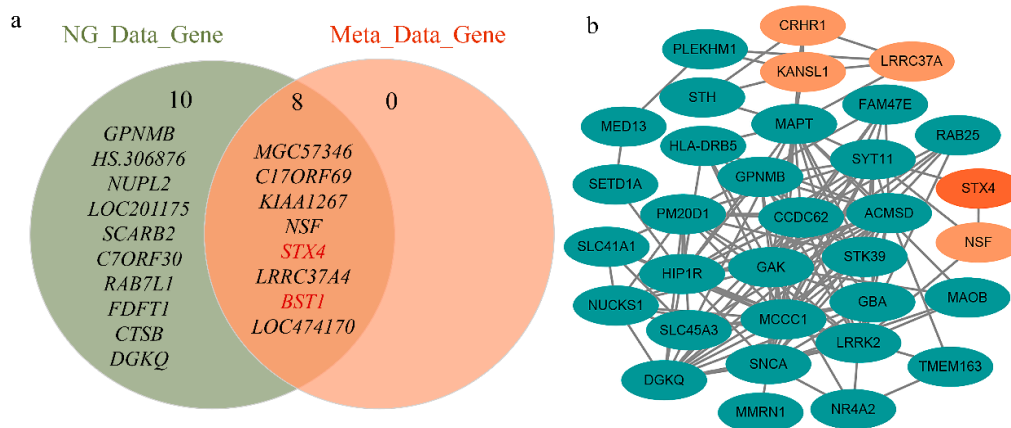 a
NG_Data_Gene
Meta_Data_Gene
10
8
0
GPNMB
HS.306876
NUPL2
LOC201175
SCARB2
C7ORF30
RAB7L1
FDFT1
CTSB
DGKQ
MGC57346
C17ORF69
KIAA1267
NSF
STX4
LRRC37A4
BST1
LOC474170
b
CRHR1
PLEKHM1
LRRC37A
KANSL1
STH
FAM47E
MED13
MAPT
RAB25
HLA-DRB5
SYT11
SETD1A
GPNMB
STX4
PM20D1
CCDC62
ACMSD
SLC41A1
NSF
HIP1R
GAK
STK39
NUCKS1
GBA
MAOB
SLC45A3
MCCC1
LRRK2
DGKQ
SNCA
TMEM163
MMRN1
NR4A2